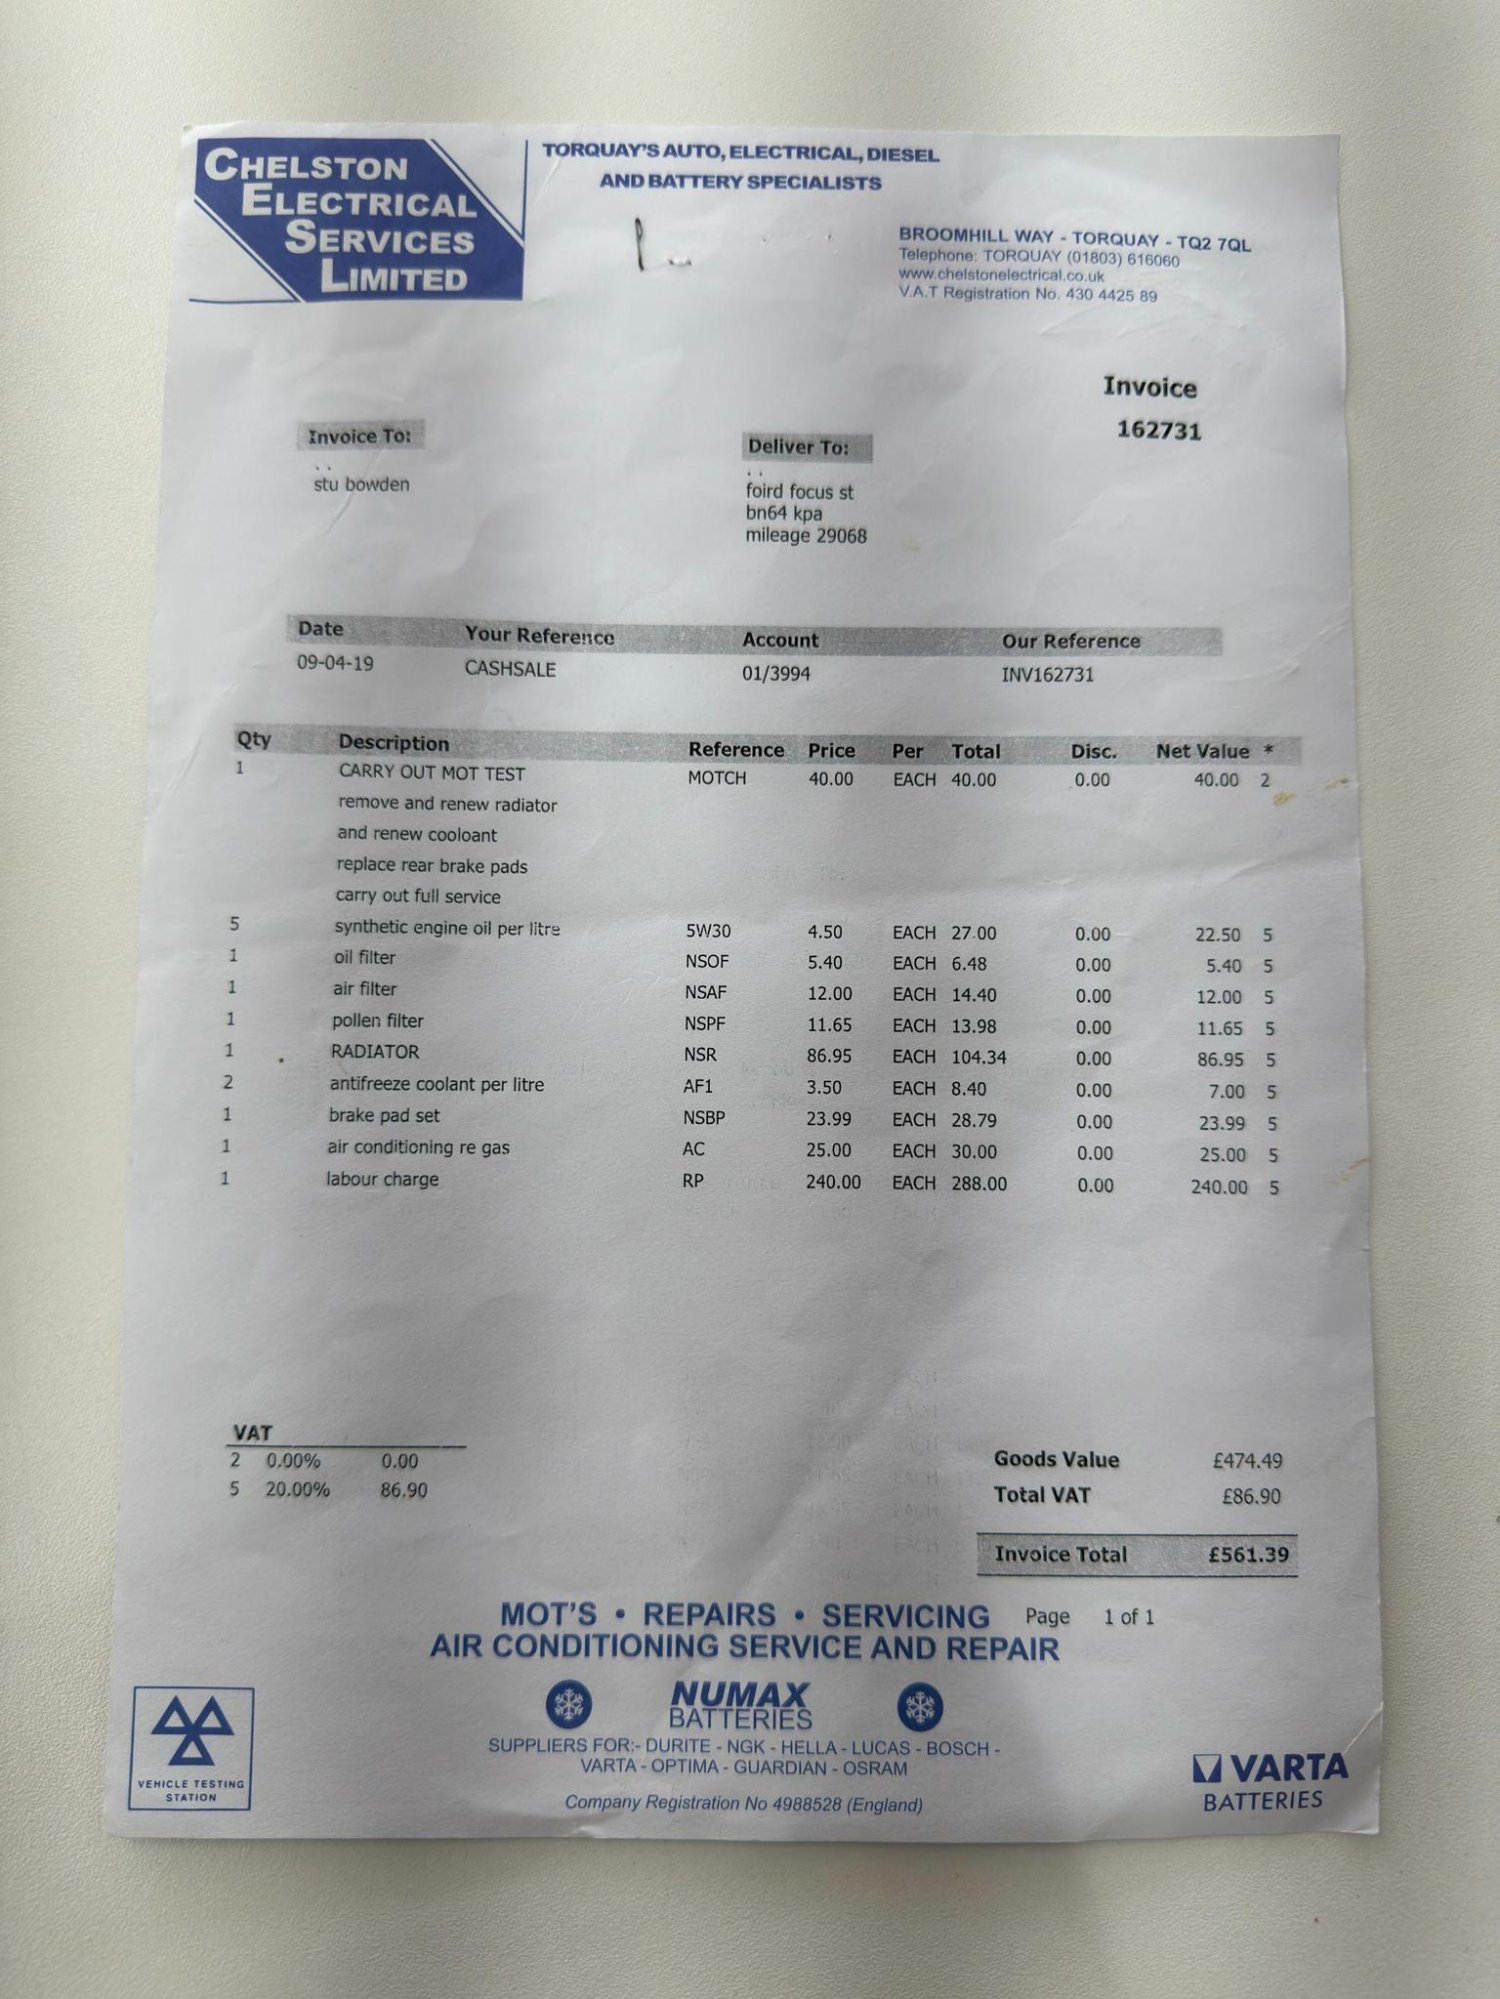 CHELSTON
ELECTRICAL
SERVICES
LIMITED
TORQUAY'S AUTO, ELECTRICAL, DIESEL
AND BATTERY SPECIALISTS
BROOMHILL WAY - TORQUAY - TQ2 7QL
Telephone: TORQUAY (01803) 616060
www.chelstonelectrical.co.uk
V.A.T Registration No. 430 4425 89
Invoice
162731
Invoice To:
. .
stu bowden
Deliver To:
. .
foird focus st
bn64 kpa
mileage 29068
Date Your Reference Account Our Reference
09-04-19 CASHSALE 01/3994 INV162731
Qty Description Reference Price Per Total Disc. Net Value *
1 CARRY OUT MOT TEST MOTCH 40.00 EACH 40.00 0.00 40.00 2
remove and renew radiator
and renew cooloant
replace rear brake pads
carry out full service
5 synthetic engine oil per litre 5W30 4.50 EACH 27.00 0.00 22.50 5
1 oil filter NSOF 5.40 EACH 6.48 0.00 5.40 5
1 air filter NSAF 12.00 EACH 14.40 0.00 12.00 5
1 pollen filter NSPF 11.65 EACH 13.98 0.00 11.65 5
1 RADIATOR NSR 86.95 EACH 104.34 0.00 86.95 5
2 antifreeze coolant per litre AF1 3.50 EACH 8.40 0.00 7.00 5
1 brake pad set NSBP 23.99 EACH 28.79 0.00 23.99 5
1 air conditioning re gas AC 25.00 EACH 30.00 0.00 25.00 5
1 labour charge RP 240.00 EACH 288.00 0.00 240.00 5
VAT
2 0.00% 0.00
5 20.00% 86.90
Goods Value £474.49
Total VAT £86.90
Invoice Total £561.39
MOT'S • REPAIRS • SERVICING
Page 1 of 1
AIR CONDITIONING SERVICE AND REPAIR
NUMAX
BATTERIES
SUPPLIERS FOR:- DURITE - NGK - HELLA - LUCAS - BOSCH -
VARTA - OPTIMA - GUARDIAN - OSRAM
Company Registration No 4988528 (England)
VEHICLE TESTING
STATION
VARTA
BATTERIES